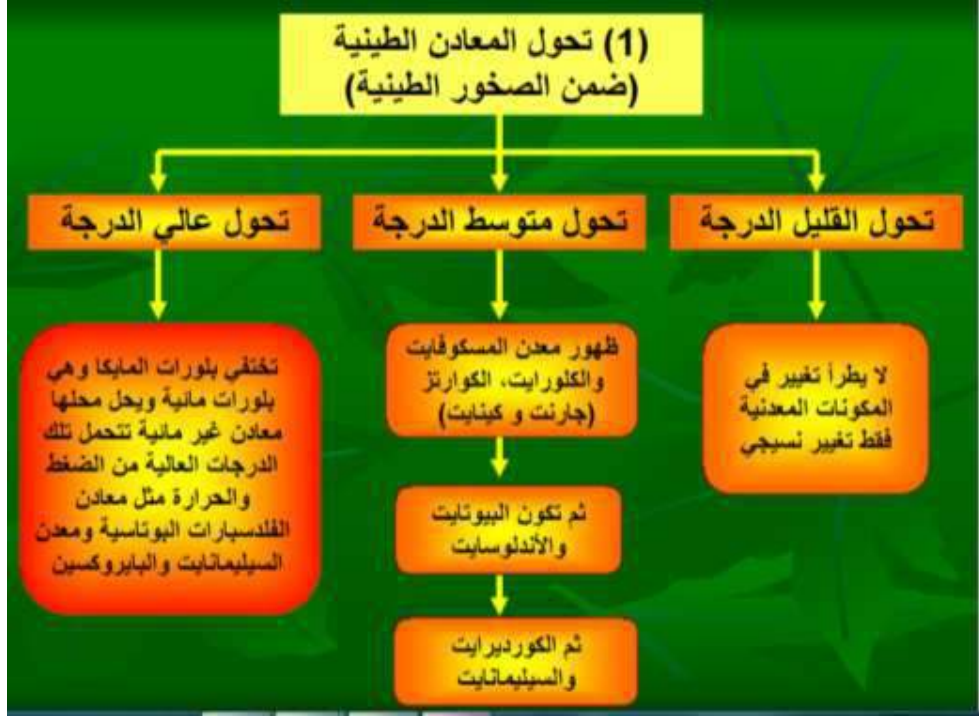 (1) تحول المعادن الطينية
(ضمن الصخور الطينية)
تحول القليل الدرجة
تحول متوسط الدرجة
تحول عالي الدرجة
لا يطرأ تغيير في
المكونات المعدنية
فقط تغيير نسيجي
ظهور معدن المسكوفايت
والكلورايت، الكوارتز
(جارنت و كينايت)
ثم تكون البيوتايت
والأندلوسايت
ثم الكورديرايت
والسيليمانايت
تختفي بلورات المايكا وهي
بلورات مائية ويحل محلها
معادن غير مائية تتحمل تلك
الدرجات العالية من الضغط
والحرارة مثل معادن
الفلدسبارات البوتاسية ومعدن
السيليمانايت والبايروكسين